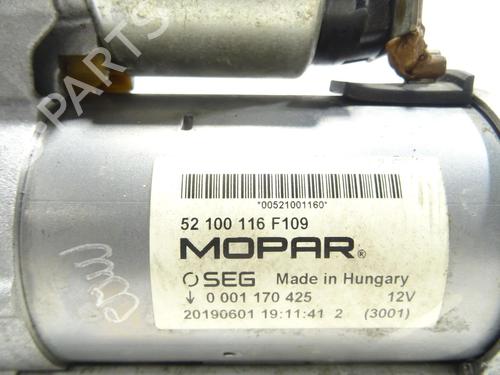 B-PARTS
*00521001160*
52 100 116 F109
MOPAR®
SEG Made in Hungary
0 001 170 425 12V
20190601 19:11:41 2 (3001)